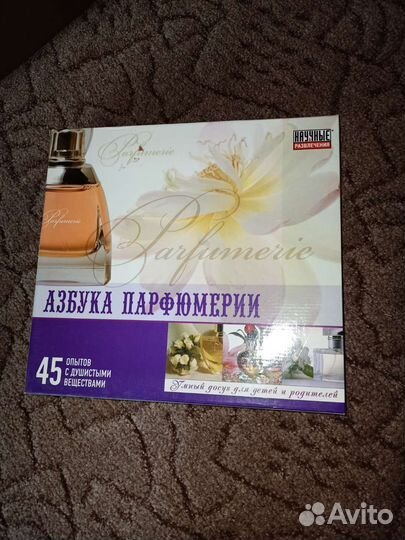 НАУЧНЫЕ
РАЗВЛЕЧЕНИЯ
Parfumerie
Parfumerie
Parfumerie
АЗБУКА ПАРФЮМЕРИИ
45 ОПЫТОВ
С ДУШИСТЫМИ
ВЕЩЕСТВАМИ
Умный досуг для детей и родителей
Avito